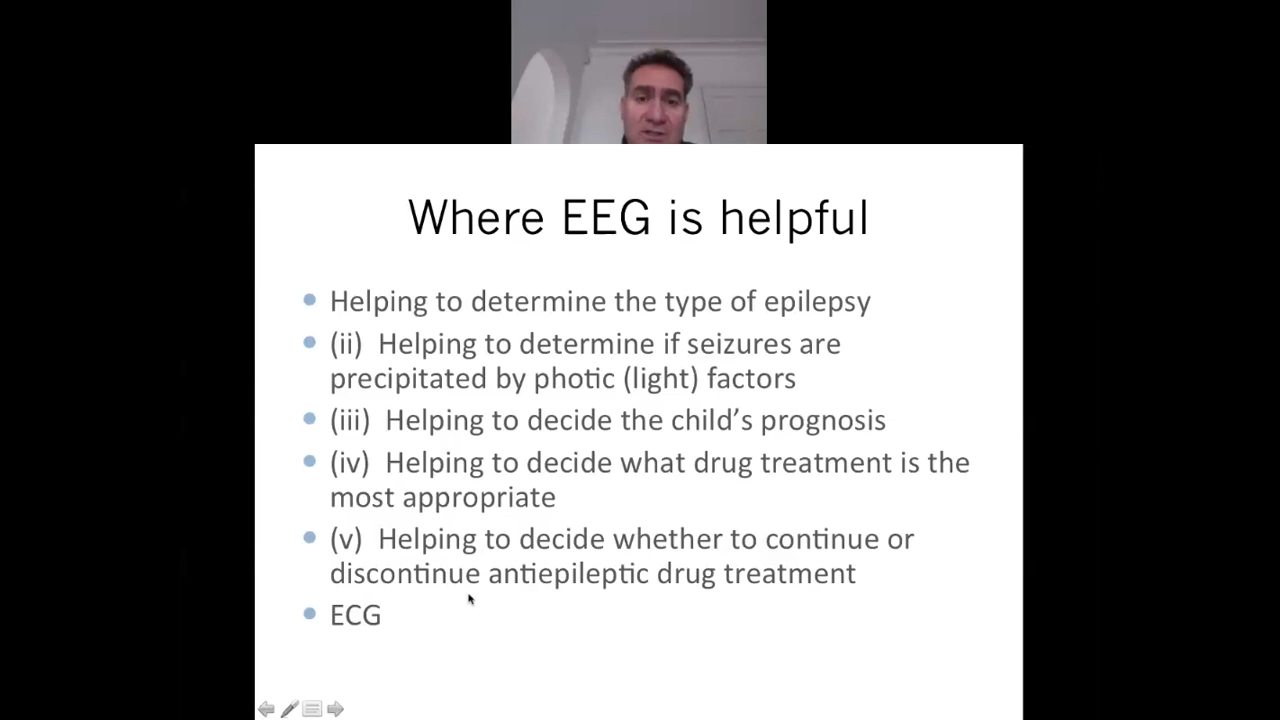 Where EEG is helpful
Helping to determine the type of epilepsy
(ii) Helping to determine if seizures are
precipitated by photic (light) factors
(iii) Helping to decide the child’s prognosis
(iv) Helping to decide what drug treatment is the
most appropriate
(v) Helping to decide whether to continue or
discontinue antiepileptic drug treatment
ECG